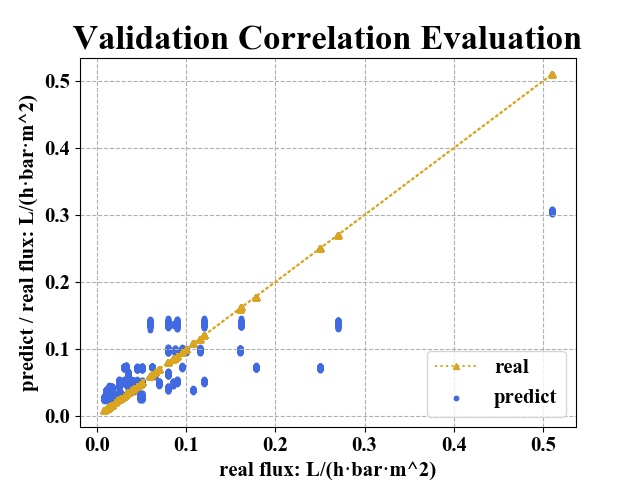 Validation Correlation Evaluation
predict / real flux: L/(h·bar·m^2)
0.5
0.4
0.3
0.2
0.1
0.0
real
predict
0.0 0.1 0.2 0.3 0.4 0.5
real flux: L/(h·bar·m^2)